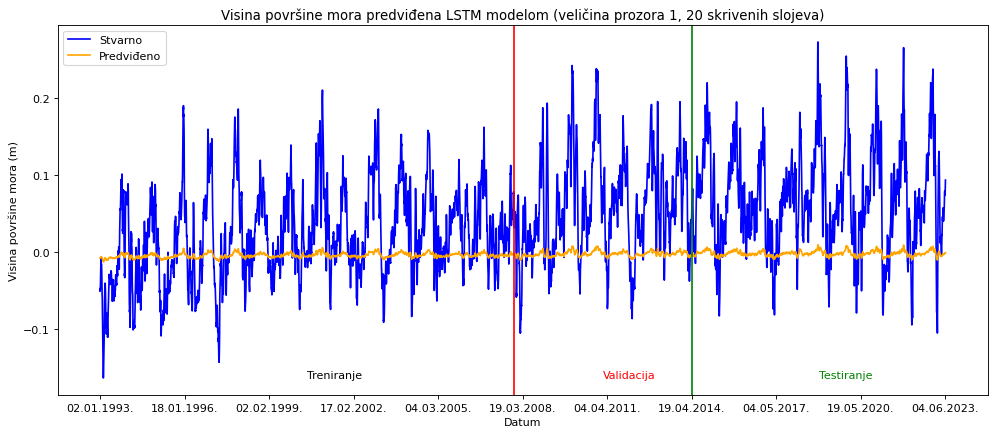 Visina površine mora predviđena LSTM modelom (veličina prozora 1, 20 skrivenih slojeva)
Stvarno
Predviđeno
Visina površine mora (m)
0.2
0.1
0.0
−0.1
Treniranje
Validacija
Testiranje
02.01.1993. 18.01.1996. 02.02.1999. 17.02.2002. 04.03.2005. 19.03.2008. 04.04.2011. 19.04.2014. 04.05.2017. 19.05.2020. 04.06.2023.
Datum